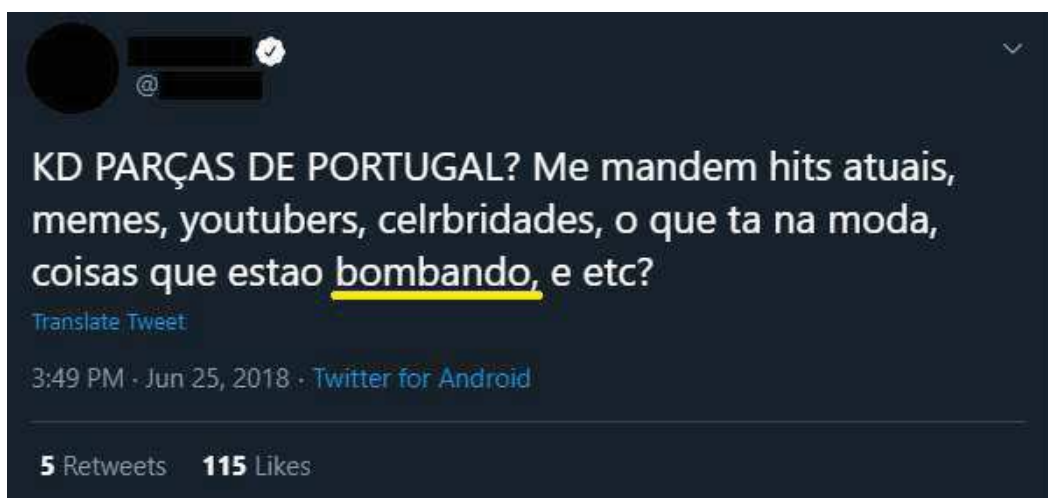 @
KD PARÇAS DE PORTUGAL? Me mandem hits atuais,
memes, youtubers, celrbridades, o que ta na moda,
coisas que estao bombando, e etc?
Translate Tweet
3:49 PM · Jun 25, 2018 · Twitter for Android
5 Retweets 115 Likes